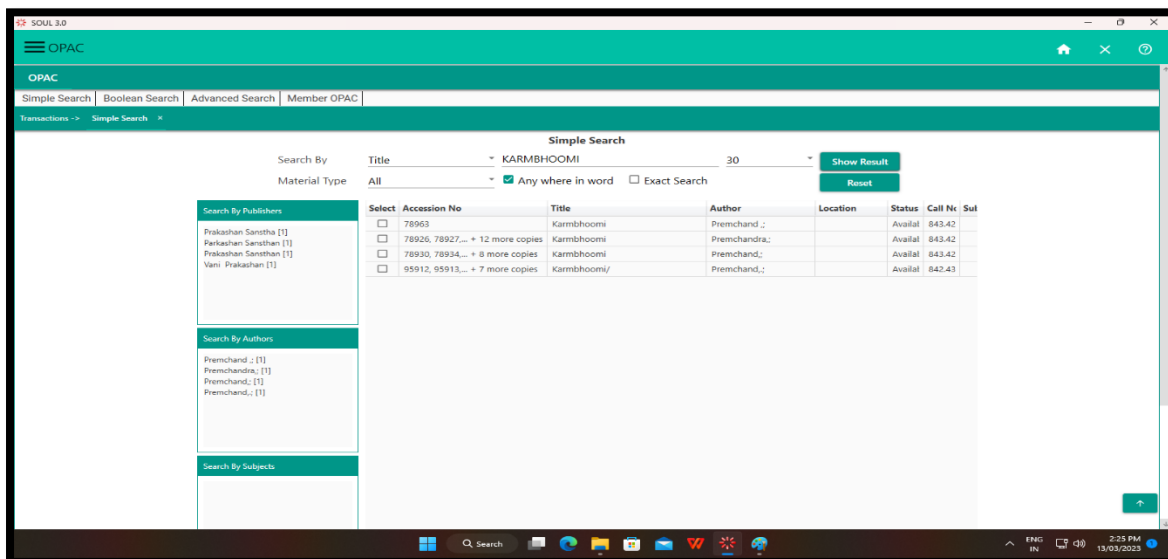 SOUL 3.0
OPAC
OPAC
Simple Search Boolean Search Advanced Search Member OPAC
Transactions -> Simple Search ×
Simple Search
Search By Title KARMBHOOMI 30 Show Result
Material Type All Any where in word Exact Search Reset
Search By Publishers
Prakashan Sanstha [1]
Parkashan Sansthan [1]
Prakashan Sansthan [1]
Vani Prakashan [1]
Select Accession No Title Author Location Status Call No Sul
78963 Karmbhoomi Premchand ,; Availal 843.42
78926, 78927,... + 12 more copies Karmbhoomi Premchandra,; Availal 843.42
78930, 78934,... + 8 more copies Karmbhoomi Premchand,; Availal 843.42
95912, 95913,... + 7 more copies Karmbhoomi/ Premchand,.; Availal 842.43
Search By Authors
Premchand ,; [1]
Premchandra,; [1]
Premchand,; [1]
Premchand,.; [1]
Search By Subjects
Search
ENG
IN
2:25 PM
13/03/2023